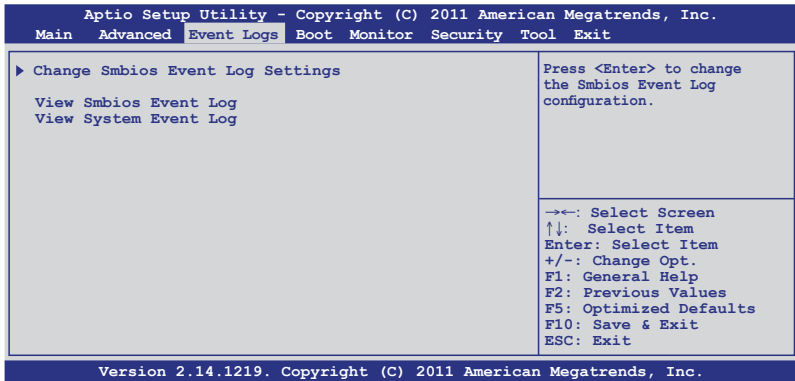 Aptio Setup Utility - Copyright (C) 2011 American Megatrends, Inc.
Main Advanced Event Logs Boot Monitor Security Tool Exit
Change Smbios Event Log Settings
View Smbios Event Log
View System Event Log
Press <Enter> to change
the Smbios Event Log
configuration.
→←: Select Screen
↑↓: Select Item
Enter: Select Item
+/-: Change Opt.
F1: General Help
F2: Previous Values
F5: Optimized Defaults
F10: Save & Exit
ESC: Exit
Version 2.14.1219. Copyright (C) 2011 American Megatrends, Inc.